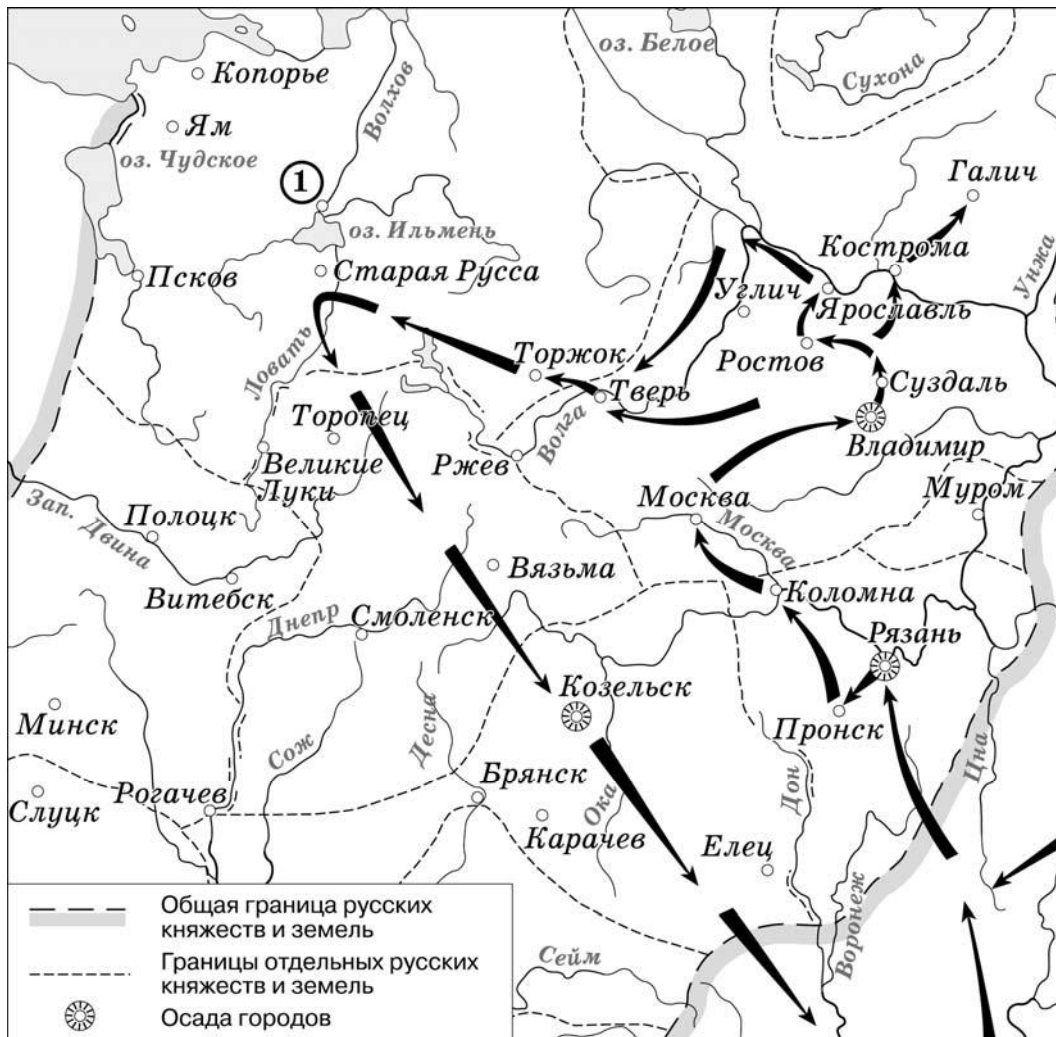 оз. Белое
Сухона
Копорье
Волхов
Ям
оз. Чудское
Галич
1
оз. Ильмень
Кострома
Унжа
Псков
Старая Русса
Углич
Ярославль
Ловать
Торжок
Ростов
Тверь
Суздаль
Торопец
Волга
Великие
Луки
Ржев
Владимир
Зап. Двина
Полоцк
Москва
Муром
Москва
Витебск
Вязьма
Коломна
Днепр
Смоленск
Рязань
Козельск
Минск
Десна
Пронск
Сож
Дон
Цна
Слуцк
Рогачев
Брянск
Ока
Карачев
Елец
Воронеж
Сейм
Общая граница русских
княжеств и земель
Границы отдельных русских
княжеств и земель
Осада городов